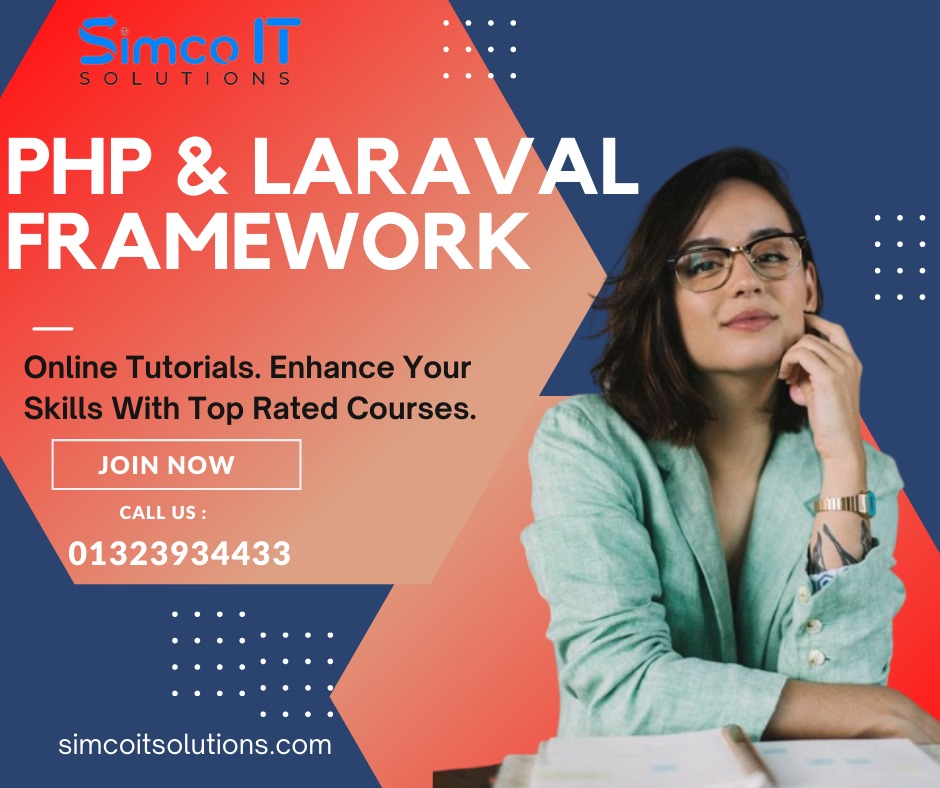 Simco IT
SOLUTIONS
PHP & LARAVAL
FRAMEWORK
Online Tutorials. Enhance Your
Skills With Top Rated Courses.
JOIN NOW
CALL US :
01323934433
simcoitsolutions.com